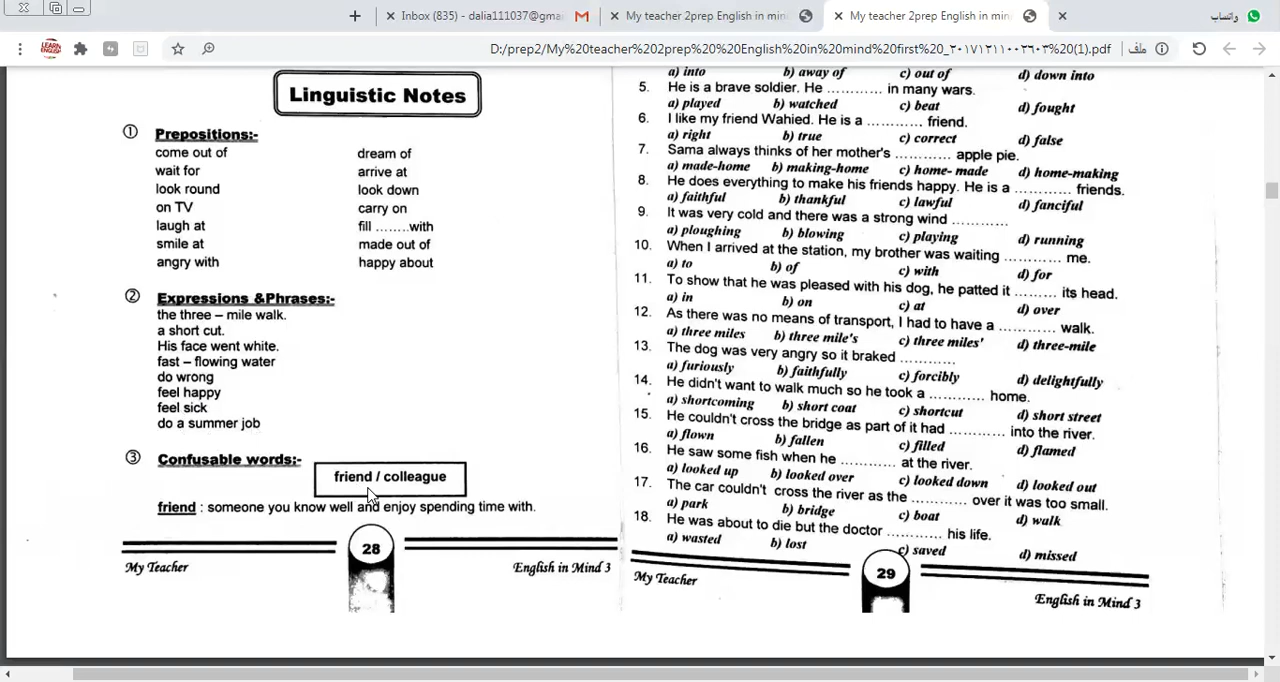 Inbox (835) - dalia111037@gma
My teacher 2prep English in min
My teacher 2prep English in min
واتساب
LEARN ENGLISH
D:/prep2/My%20teacher%202prep%20%20English%20in%20mind%20first%20_٢٠١٧١٢١١٠٠٢٦٠٣%20(1).pdf
ملف
Linguistic Notes
① Prepositions:-
come out of dream of
wait for arrive at
look round look down
on TV carry on
laugh at fill ........with
smile at made out of
angry with happy about
② Expressions &Phrases:-
the three – mile walk.
a short cut.
His face went white.
fast – flowing water
do wrong
feel happy
feel sick
do a summer job
③ Confusable words:-
friend / colleague
friend : someone you know well and enjoy spending time with.
28
My Teacher English in Mind 3
a) into b) away of c) out of d) down into
5. He is a brave soldier. He ............ in many wars.
a) played b) watched c) beat d) fought
6. I like my friend Wahied. He is a ............ friend.
a) right b) true c) correct d) false
7. Sama always thinks of her mother's ............ apple pie.
a) made-home b) making-home c) home- made d) home-making
8. He does everything to make his friends happy. He is a ............ friends.
a) faithful b) thankful c) lawful d) fanciful
9. It was very cold and there was a strong wind ............
a) ploughing b) blowing c) playing d) running
10. When I arrived at the station, my brother was waiting ............ me.
a) to b) of c) with d) for
11. To show that he was pleased with his dog, he patted it ......... its head.
a) in b) on c) at d) over
12. As there was no means of transport, I had to have a ............ walk.
a) three miles b) three mile's c) three miles' d) three-mile
13. The dog was very angry so it braked ............
a) furiously b) faithfully c) forcibly d) delightfully
14. He didn't want to walk much so he took a ............ home.
a) shortcoming b) short coat c) shortcut d) short street
15. He couldn't cross the bridge as part of it had ............ into the river.
a) flown b) fallen c) filled d) flamed
16. He saw some fish when he ............ at the river.
a) looked up b) looked over c) looked down d) looked out
17. The car couldn't cross the river as the ............ over it was too small.
a) park b) bridge c) boat d) walk
18. He was about to die but the doctor ............ his life.
a) wasted b) lost c) saved d) missed
29
My Teacher English in Mind 3